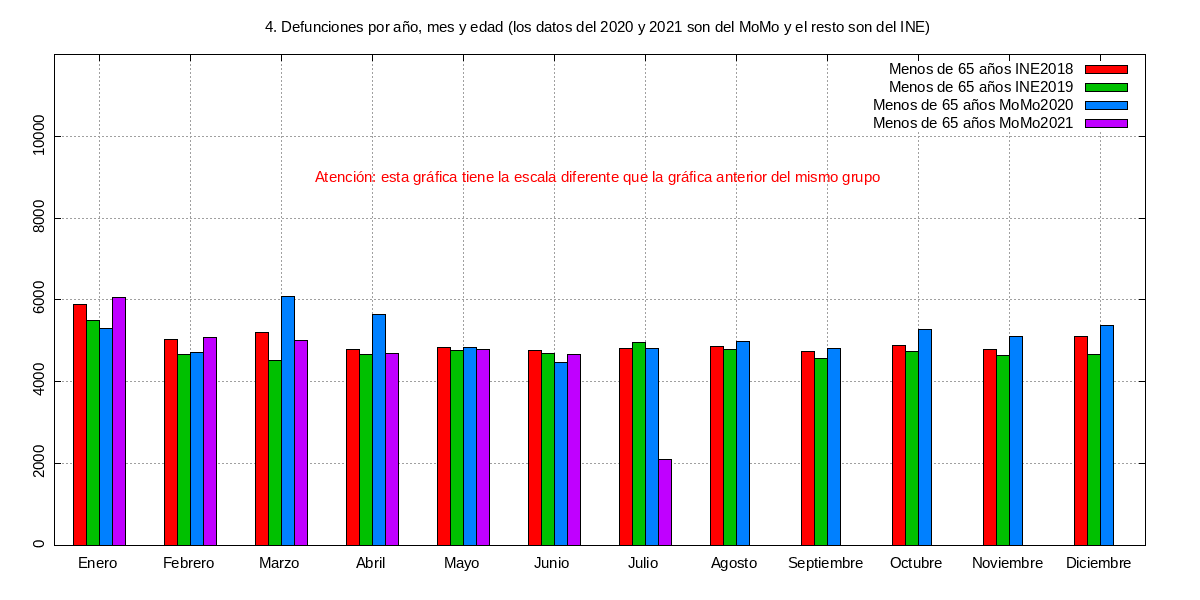 4. Defunciones por año, mes y edad (los datos del 2020 y 2021 son del MoMo y el resto son del INE)
Menos de 65 años INE2018
Menos de 65 años INE2019
Menos de 65 años MoMo2020
Menos de 65 años MoMo2021
Atención: esta gráfica tiene la escala diferente que la gráfica anterior del mismo grupo
10000
8000
6000
4000
2000
0
Enero Febrero Marzo Abril Mayo Junio Julio Agosto Septiembre Octubre Noviembre Diciembre